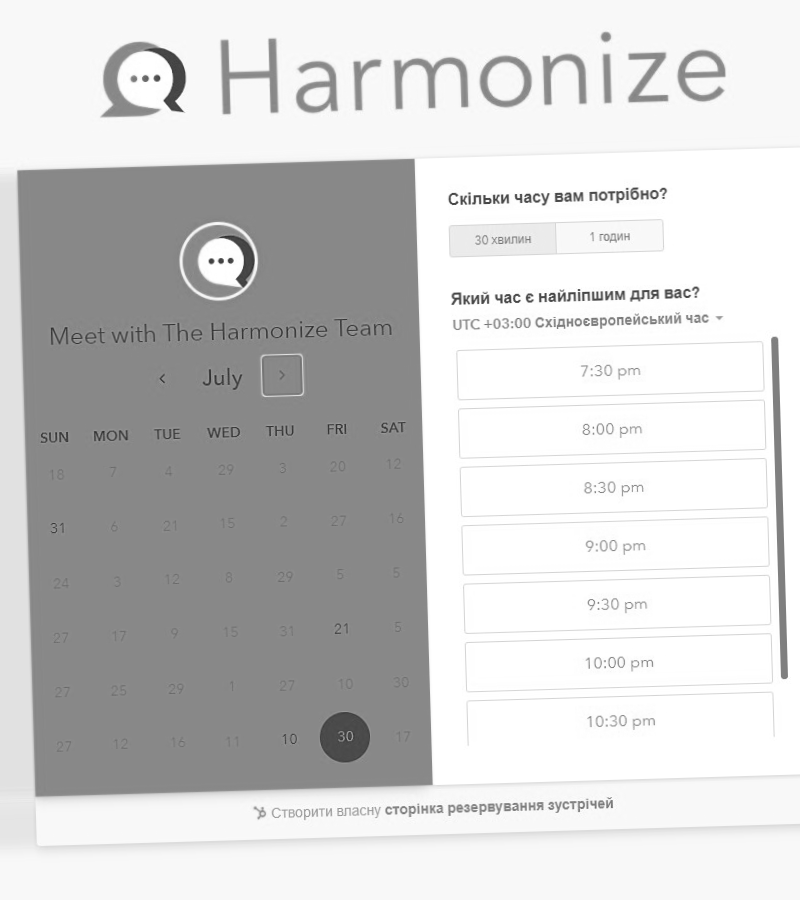 Harmonize
Meet with The Harmonize Team
July
SUN MON TUE WED THU FRI SAT
18 7 4 29 3 20 12
31 6 21 15 2 27 16
24 3 12 8 29 5 5
27 17 9 15 31 21 5
27 25 29 1 27 10 30
27 12 16 11 10 30 17
Скільки часу вам потрібно?
30 хвилин 1 годин
Який час є найліпшим для вас?
UTC +03:00 Східноєвропейський час
7:30 pm
8:00 pm
8:30 pm
9:00 pm
9:30 pm
10:00 pm
10:30 pm
Створити власну сторінка резервування зустрічей